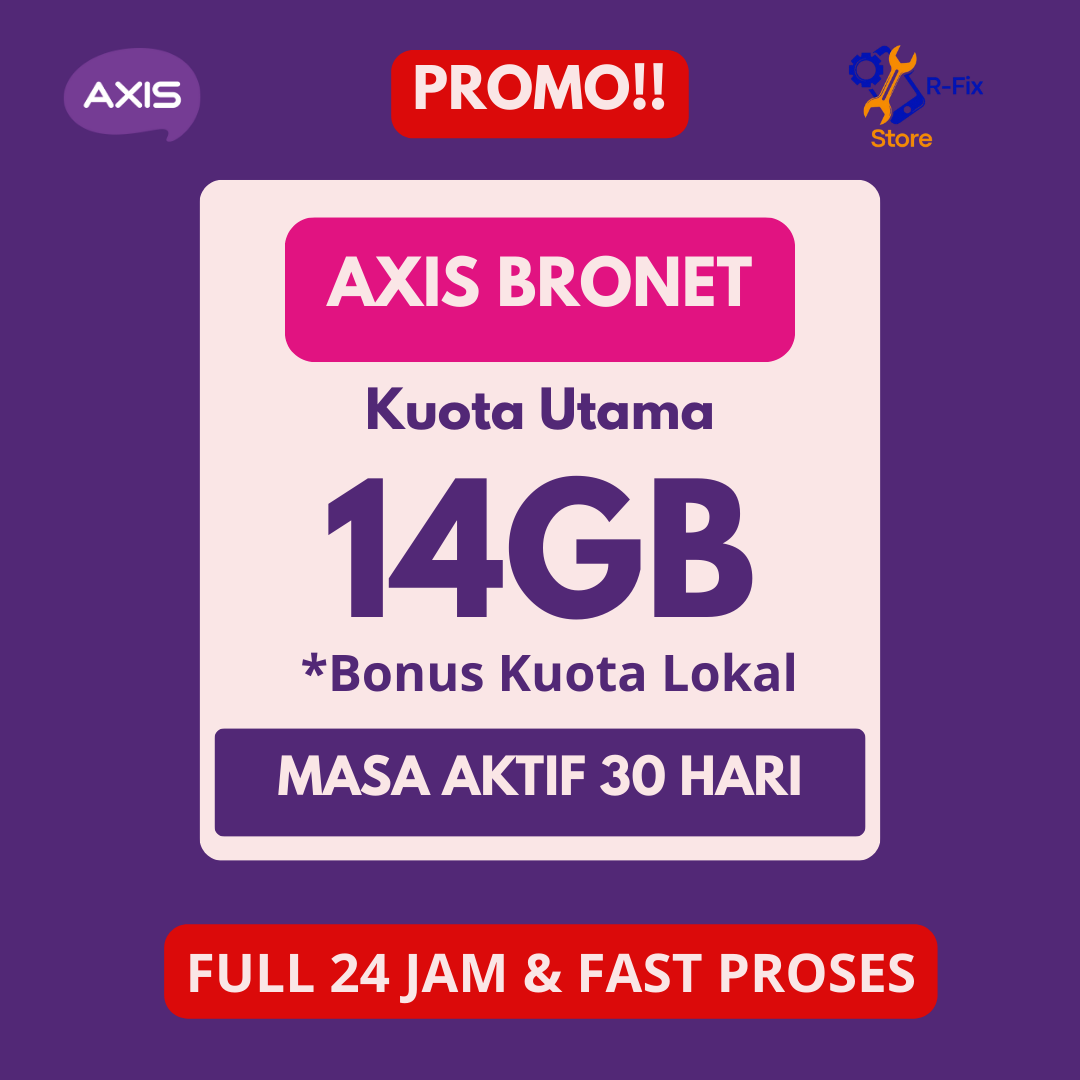 AXIS
PROMO!!
R-Fix
Store
AXIS BRONET
Kuota Utama
14GB
*Bonus Kuota Lokal
MASA AKTIF 30 HARI
FULL 24 JAM & FAST PROSES